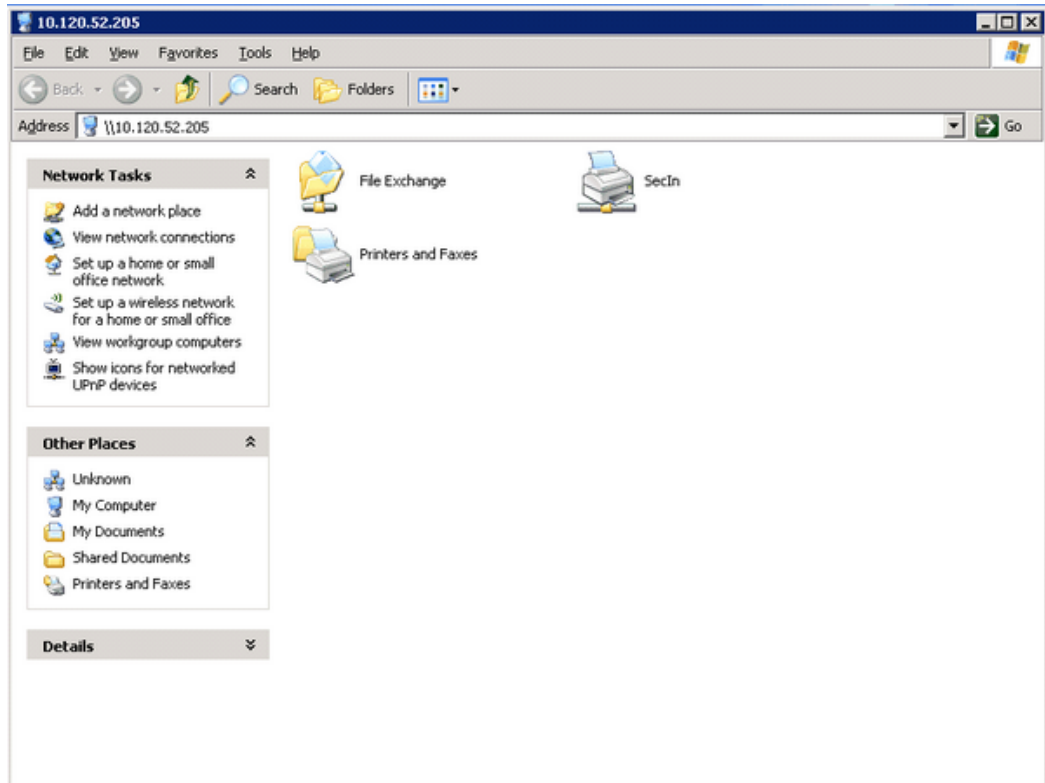 10.120.52.205
File Edit View Favorites Tools Help
Back Search Folders
Address \\10.120.52.205 Go
Network Tasks
Add a network place
View network connections
Set up a home or small
office network
Set up a wireless network
for a home or small office
View workgroup computers
Show icons for networked
UPnP devices
Other Places
Unknown
My Computer
My Documents
Shared Documents
Printers and Faxes
Details
File Exchange
SecIn
Printers and Faxes